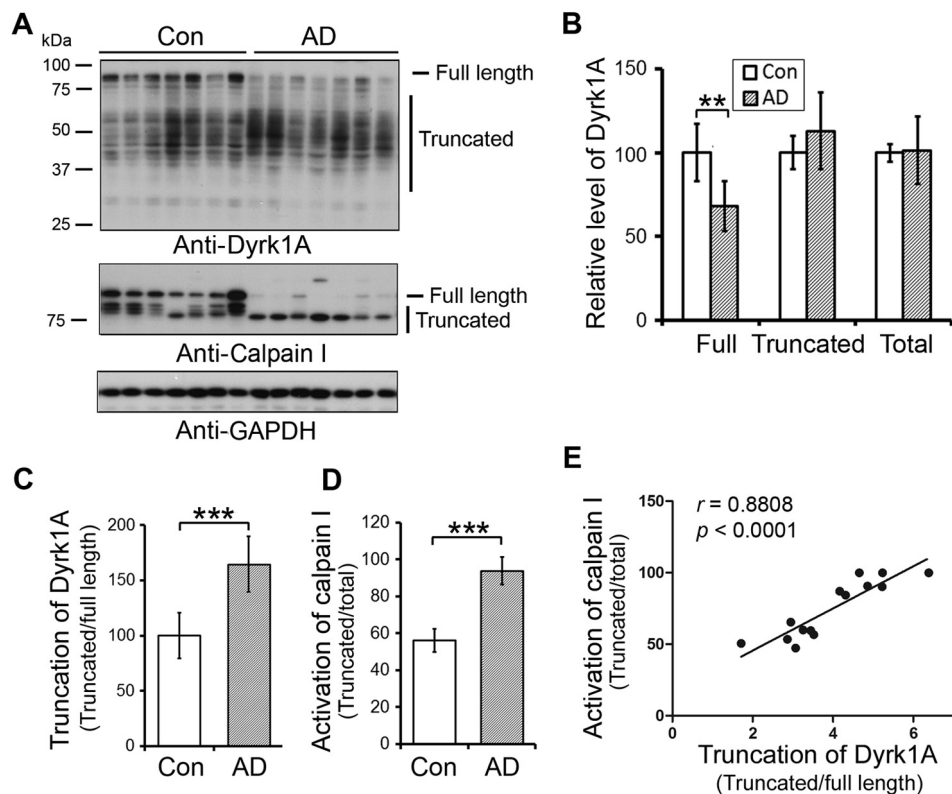 A
kDa
Con
AD
100
75
50
37
25
Full length
Truncated
Anti-Dyrk1A
75
Full length
Truncated
Anti-Calpain I
Anti-GAPDH
B
Relative level of Dyrk1A
150
100
50
0
**
Con
AD
Full
Truncated
Total
C
Truncation of Dyrk1A
(Truncated/full length)
200
150
100
50
0
***
Con
AD
D
Activation of calpain I
(Truncated/total)
120
100
80
60
40
20
0
***
Con
AD
E
Activation of calpain I
(Truncated/total)
150
100
50
0
r = 0.8808
p < 0.0001
0
2
4
6
Truncation of Dyrk1A
(Truncated/full length)